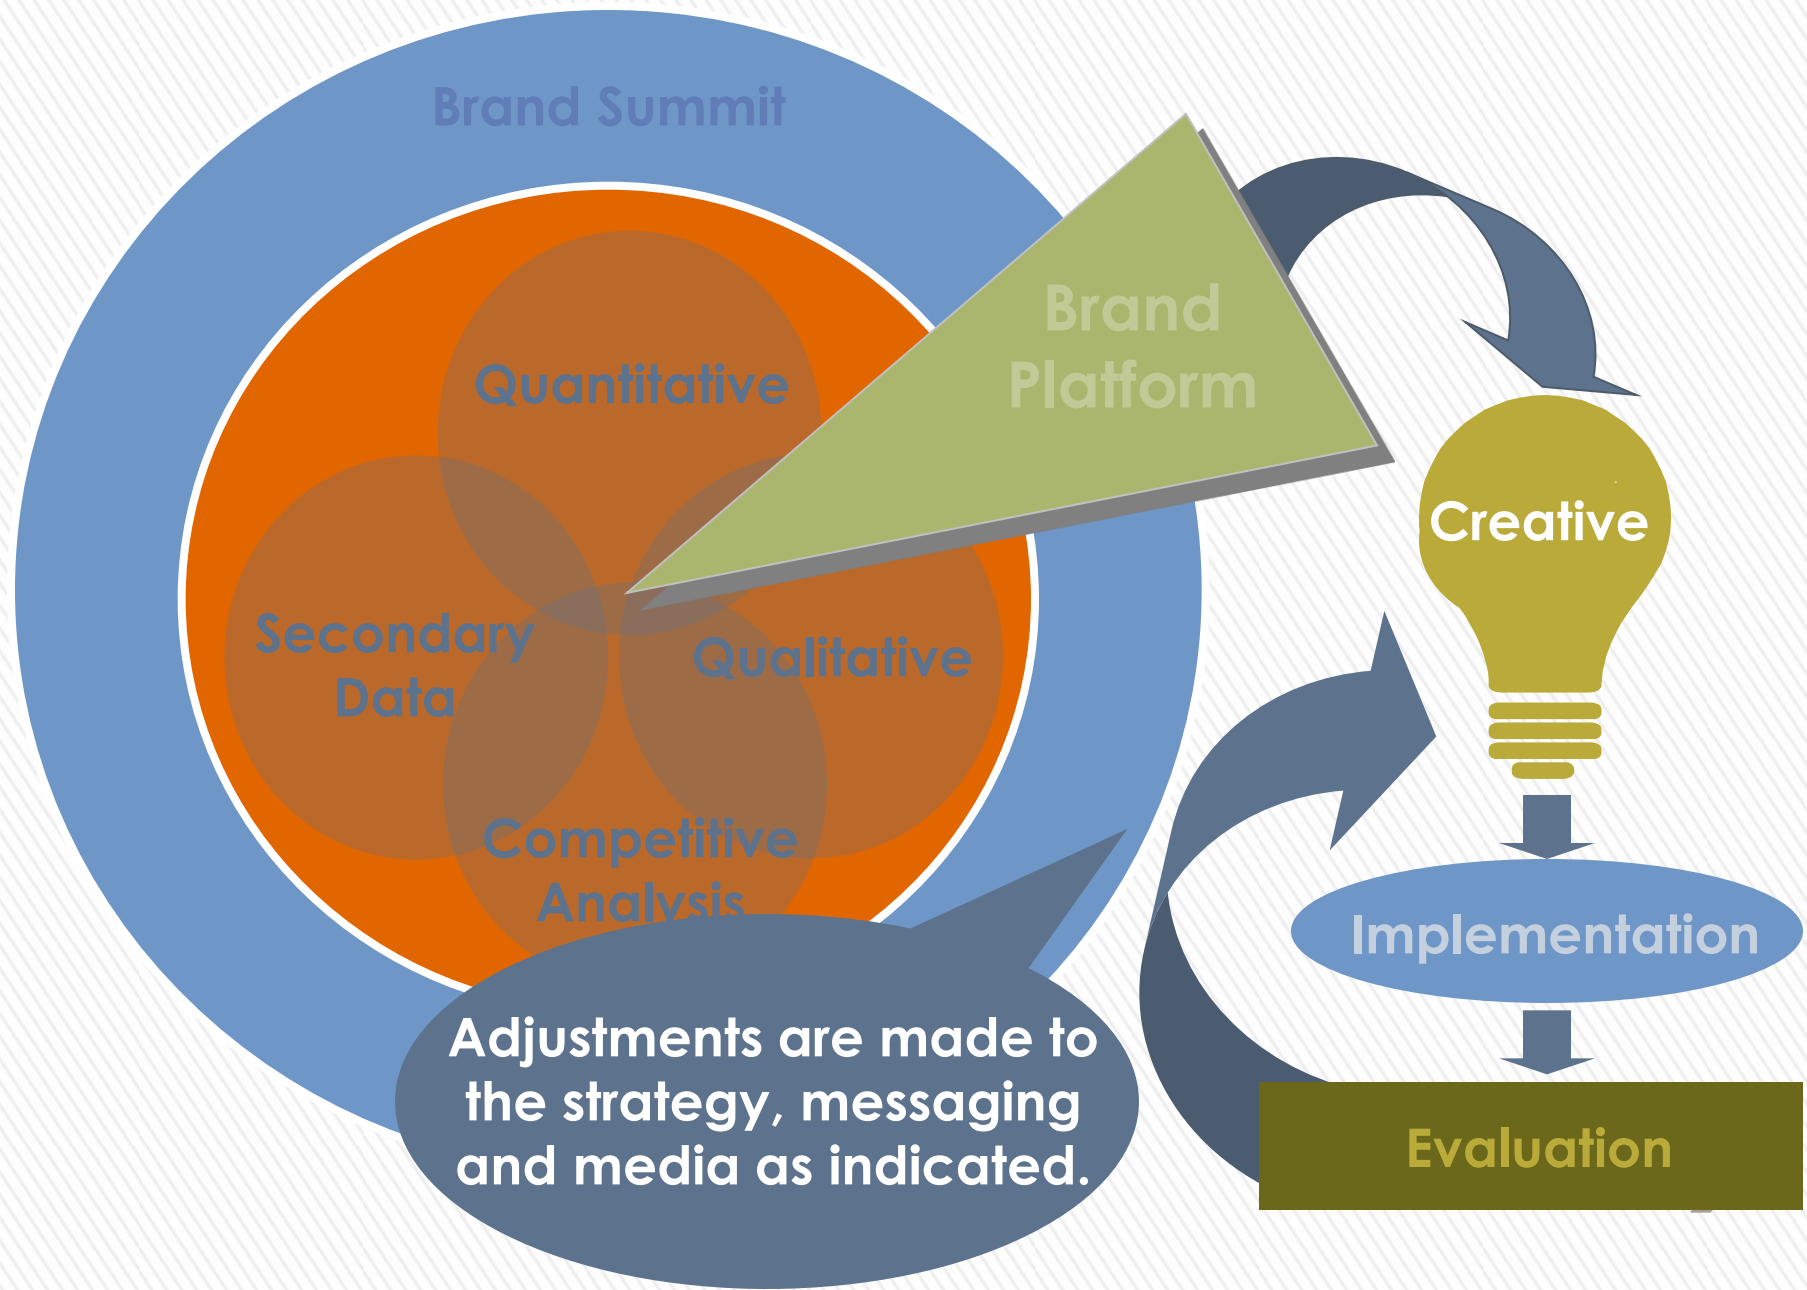 Brand Summit
Quantitative
Secondary
Data
Qualitative
Competitive
Analysis
Brand
Platform
Creative
Implementation
Evaluation
Adjustments are made to
the strategy, messaging
and media as indicated.